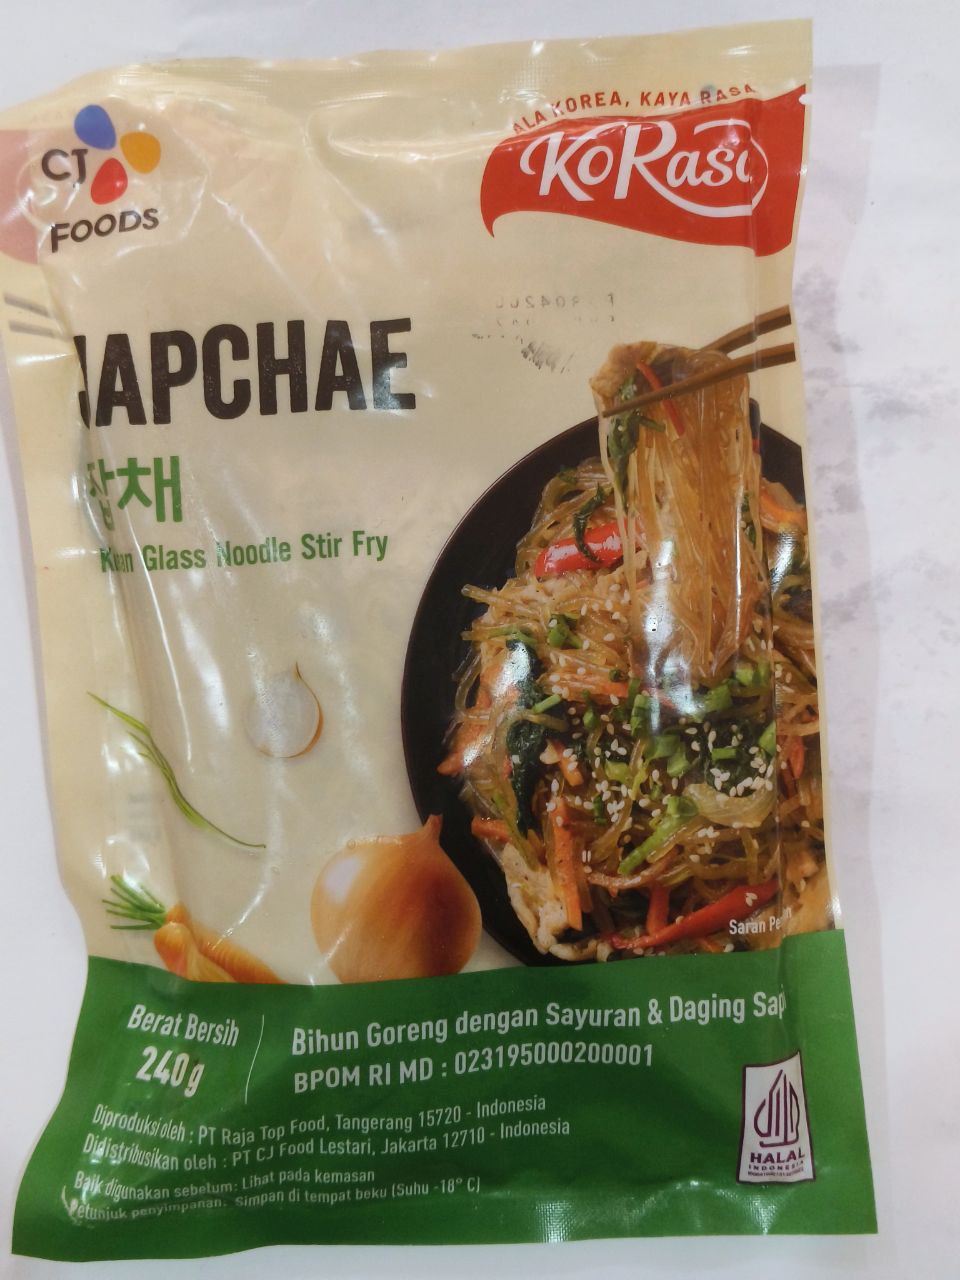 CJ
FOODS
ALA KOREA, KAYA RASA
KoRasa
JAPCHAE
잡채
Glass Noodle Stir Fry
Saran
Berat Bersih
240g
Bihun Goreng dengan Sayuran & Daging Sapi
BPOM RI MD : 023195000200001
Diproduksi oleh : PT Raja Top Food, Tangerang 15720 - Indonesia
Didistribusikan oleh : PT CJ Food Lestari, Jakarta 12710 - Indonesia
Baik digunakan sebelum: Lihat pada kemasan
Petunjuk penyimpanan: Simpan di tempat beku (Suhu -18° C)
HALAL
INDONESIA